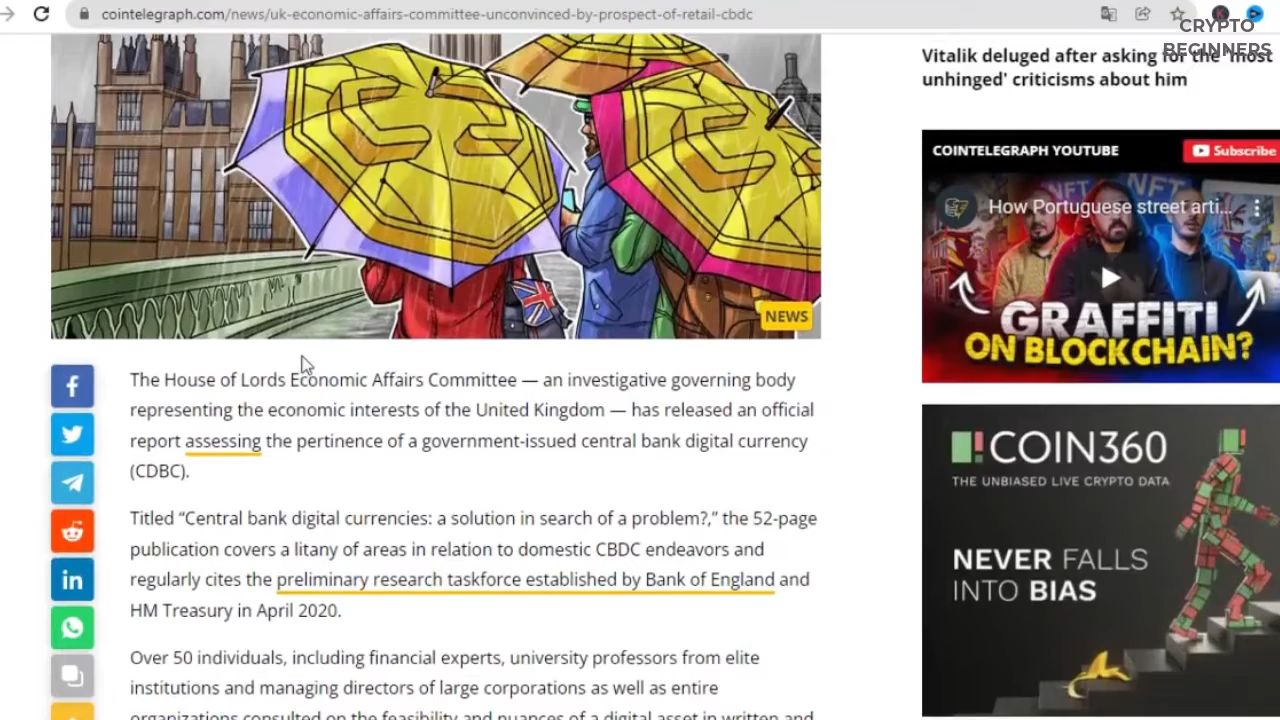 cointelegraph.com/news/uk-economic-affairs-committee-unconvinced-by-prospect-of-retail-cbdc
CRYPTO
BEGINNERS
Vitalik deluged after asking for the 'most
unhinged' criticisms about him
NEWS
COINTELEGRAPH YOUTUBE
Subscribe
NFT
NFT
How Portuguese street arti...
GRAFFITI
ON BLOCKCHAIN?
The House of Lords Economic Affairs Committee — an investigative governing body
representing the economic interests of the United Kingdom — has released an official
report assessing the pertinence of a government-issued central bank digital currency
(CDBC).
Titled “Central bank digital currencies: a solution in search of a problem?,” the 52-page
publication covers a litany of areas in relation to domestic CBDC endeavors and
regularly cites the preliminary research taskforce established by Bank of England and
HM Treasury in April 2020.
Over 50 individuals, including financial experts, university professors from elite
institutions and managing directors of large corporations as well as entire
organizations consulted on the feasibility and nuances of a digital asset in written and
COIN360
THE UNBIASED LIVE CRYPTO DATA
NEVER FALLS
INTO BIAS